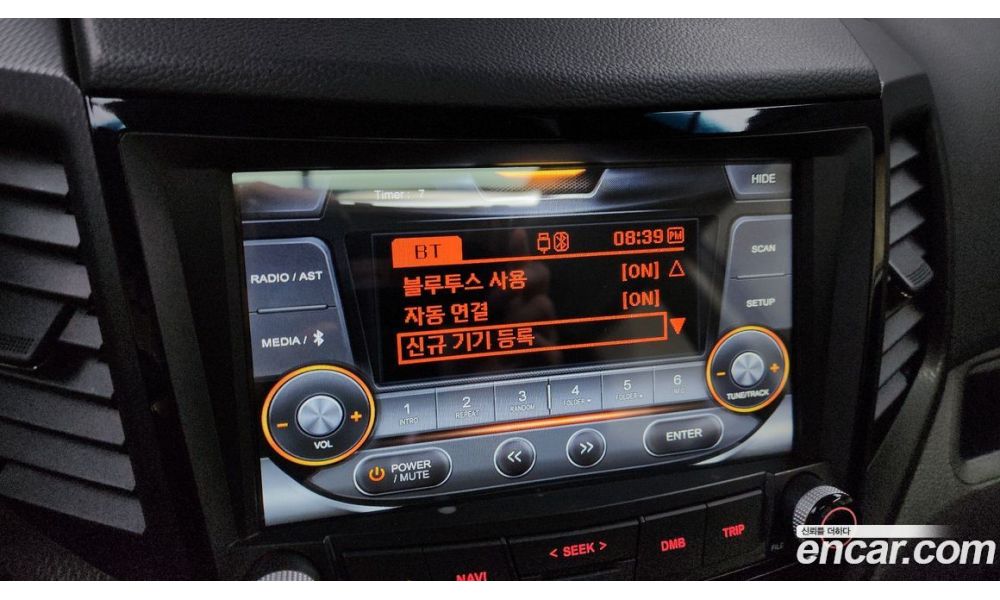 Timer : 7
HIDE
BT
08:39 PM
RADIO / AST
블루투스 사용 [ON]
SCAN
자동 연결 [ON]
MEDIA /
신규 기기 등록
SETUP
- VOL +
1 INTRO
2 REPEAT
3 RANDOM
4 FOLDER
5 FOLDER
6
- TUNE/TRACK +
POWER / MUTE
<<
>>
ENTER
NAVI
< SEEK >
DMB
TRIP
FILE
신뢰를 더하다
encar.com